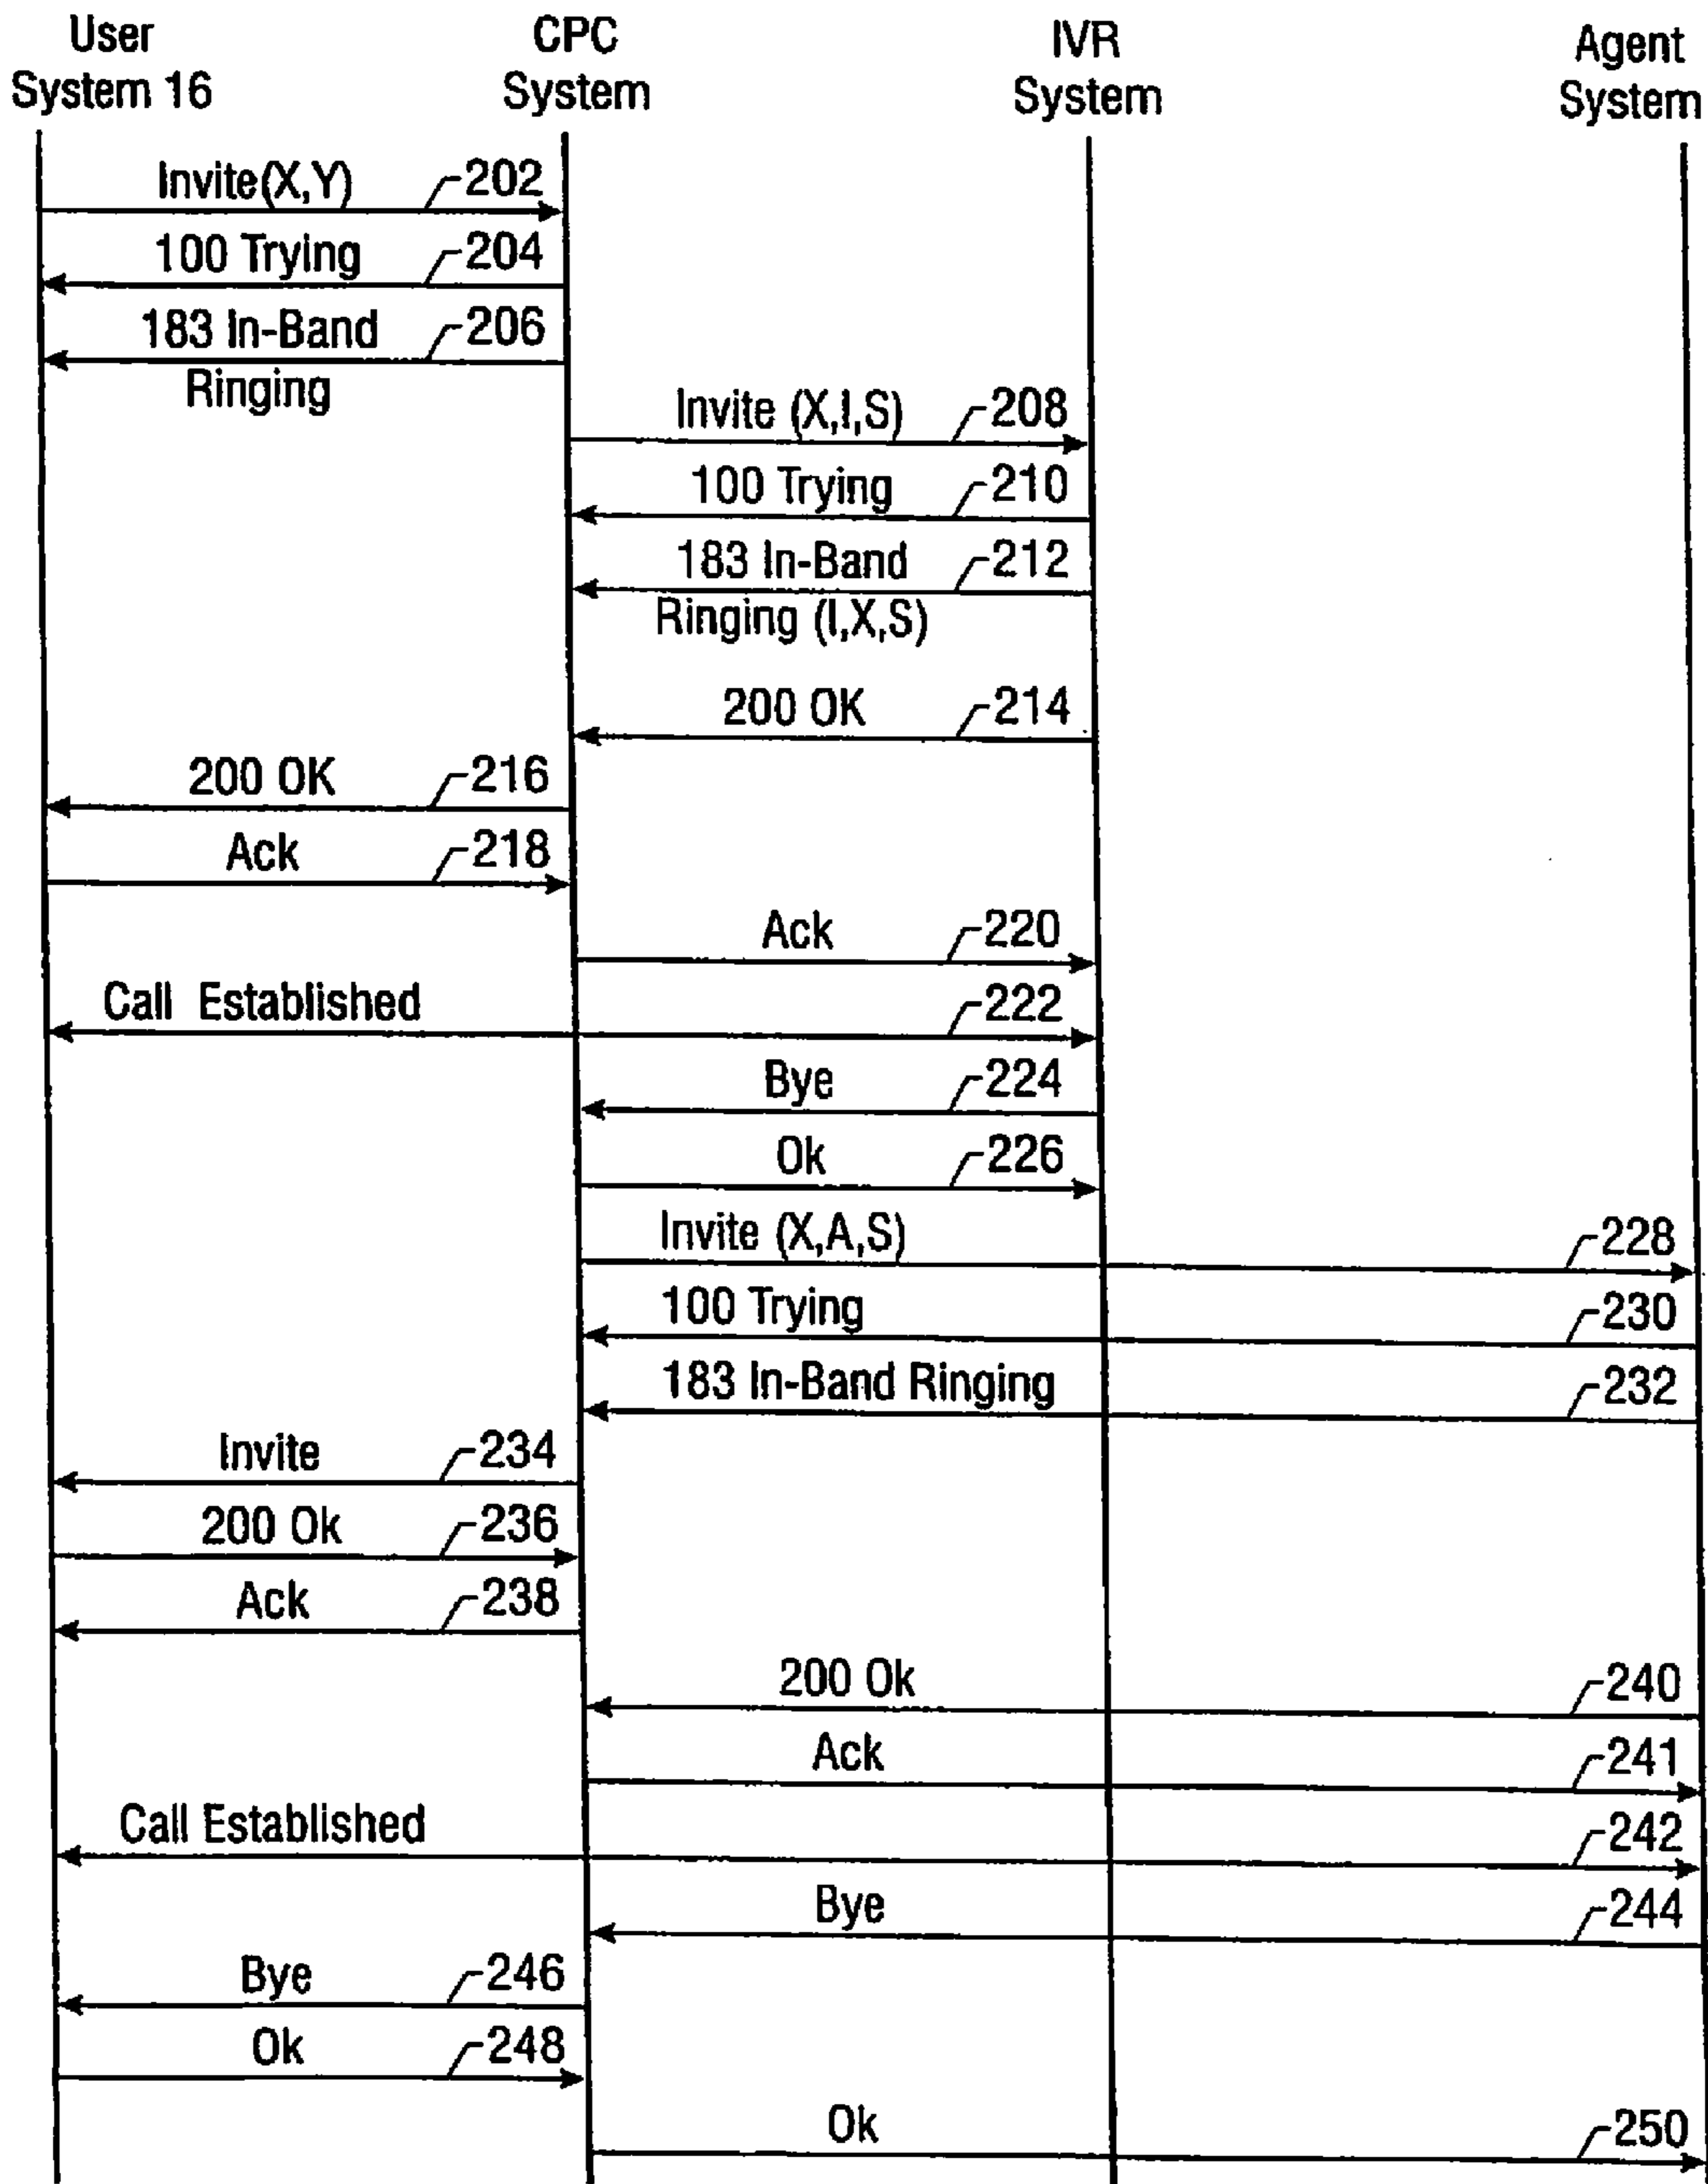 User
System 16
CPC
System
IVR
System
Agent
System
Invite(X,Y) 202
100 Trying 204
183 In-Band 206
Ringing
Invite (X,I,S) 208
100 Trying 210
183 In-Band 212
Ringing (I,X,S)
200 OK 214
200 OK 216
Ack 218
Ack 220
Call Established 222
Bye 224
Ok 226
Invite (X,A,S) 228
100 Trying 230
183 In-Band Ringing 232
Invite 234
200 Ok 236
Ack 238
200 Ok 240
Ack 241
Call Established 242
Bye 244
Bye 246
Ok 248
Ok 250